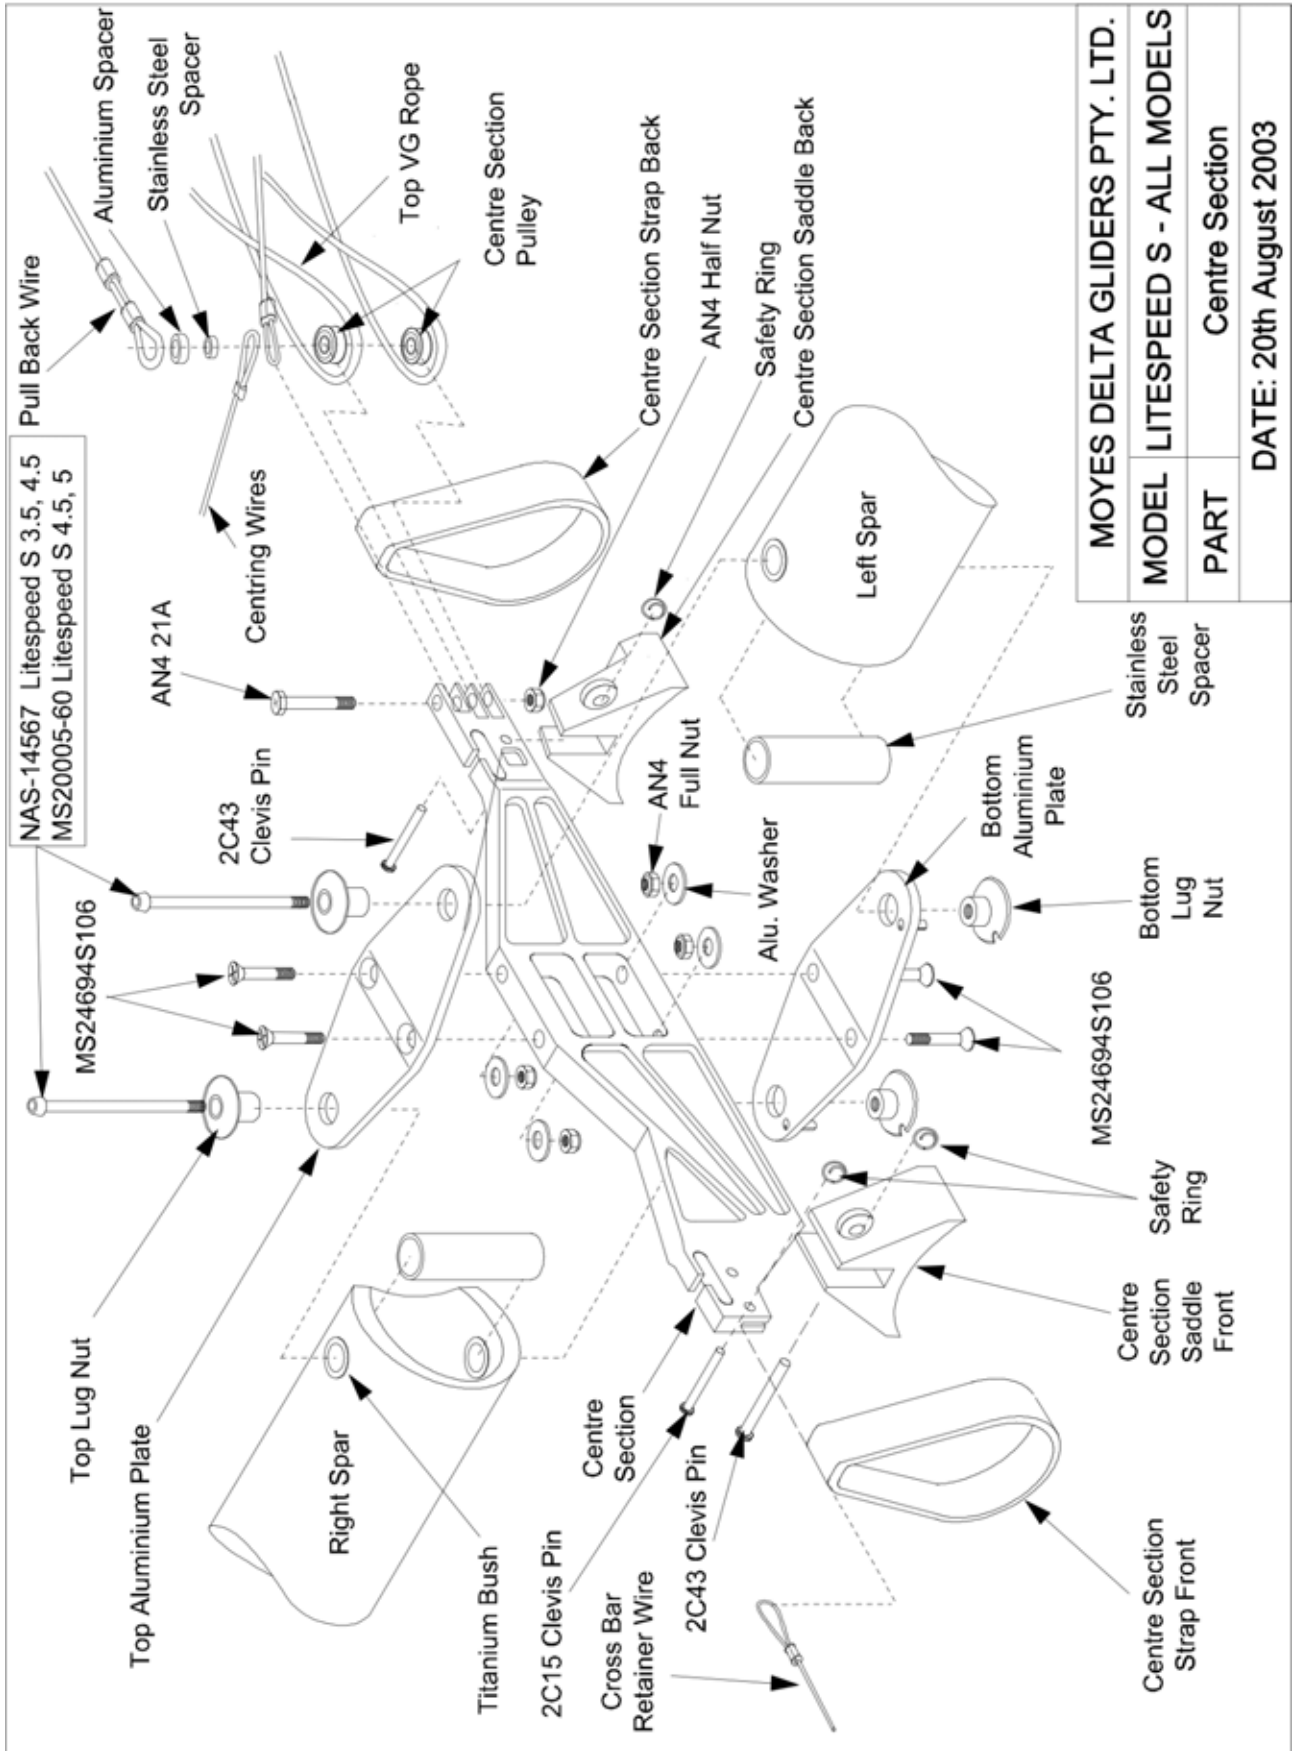 NAS-14567 Litespeed S 3.5, 4.5
MS20005-60 Litespeed S 4.5, 5
Pull Back Wire
Aluminium Spacer
Stainless Steel
Spacer
Top VG Rope
Centre Section
Pulley
Centring Wires
AN4 21A
2C43
Clevis Pin
MS24694S106
Top Lug Nut
Top Aluminium Plate
Centre Section Strap Back
AN4 Half Nut
Safety Ring
Centre Section Saddle Back
Left Spar
Right Spar
Titanium Bush
AN4
Full Nut
Alu. Washer
Stainless
Steel
Spacer
Bottom
Aluminium
Plate
Bottom
Lug
Nut
MS24694S106
Safety
Ring
Centre
Section
Saddle
Front
Centre
Section
2C15 Clevis Pin
2C43 Clevis Pin
Cross Bar
Retainer Wire
Centre Section
Strap Front
MOYES DELTA GLIDERS PTY. LTD.
MODEL LITESPEED S - ALL MODELS
PART Centre Section
DATE: 20th August 2003